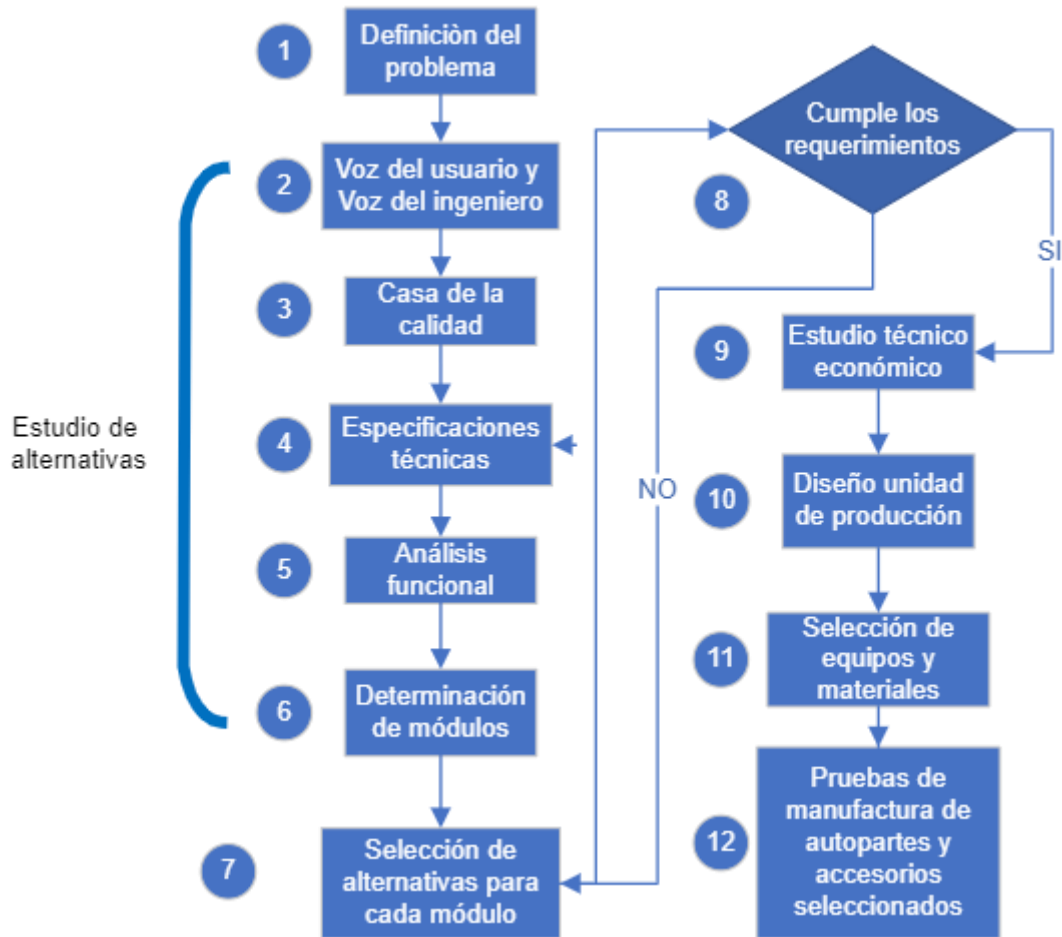 1
Definiciòn del
problema
2
Voz del usuario y
Voz del ingeniero
3
Casa de la
calidad
Estudio de
alternativas
4
Especificaciones
técnicas
5
Análisis
funcional
6
Determinación
de módulos
7
Selección de
alternativas para
cada módulo
Cumple los
requerimientos
8
SI
NO
9
Estudio técnico
económico
10
Diseño unidad
de producción
11
Selección de
equipos y
materiales
12
Pruebas de
manufactura de
autopartes y
accesorios
seleccionados